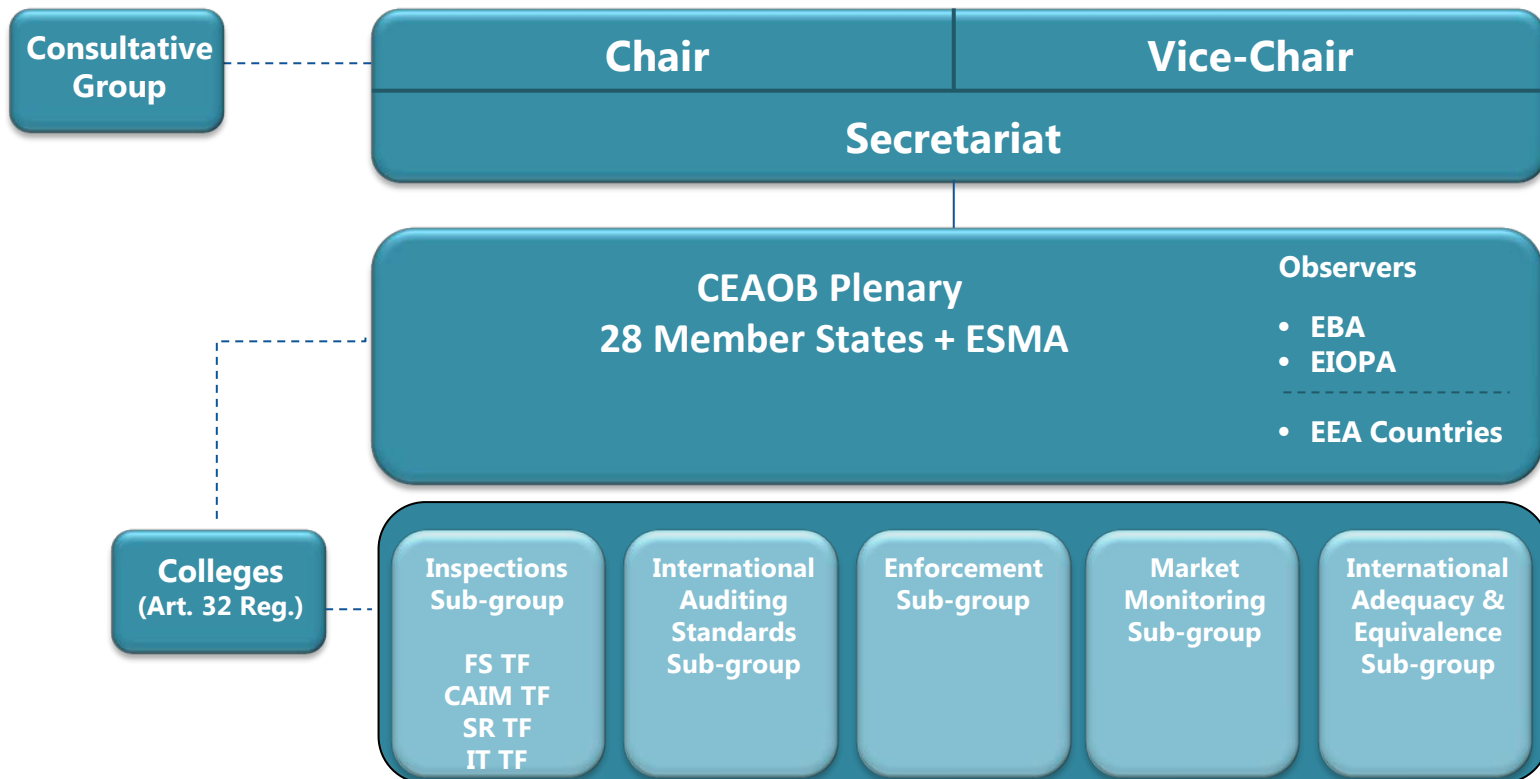 Consultative
Group
Chair
Vice-Chair
Secretariat
CEAOB Plenary
28 Member States + ESMA
Observers
• EBA
• EIOPA
• EEA Countries
Colleges
(Art. 32 Reg.)
Inspections
Sub-group
FS TF
CAIM TF
SR TF
IT TF
International
Auditing
Standards
Sub-group
Enforcement
Sub-group
Market
Monitoring
Sub-group
International
Adequacy &
Equivalence
Sub-group